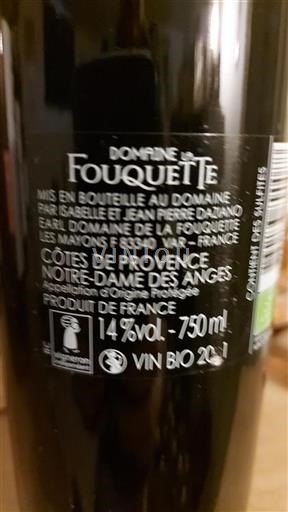 DOMAINE LA
FOUQUETTE
MIS EN BOUTEILLE AU DOMAINE
PAR ISABELLE ET JEAN PIERRE DAZIANO
EARL DOMAINE DE LA FOUQUETTE
LES MAYONS F 83340 VAR - FRANCE
CÔTES DE PROVENCE
NOTRE-DAME DES ANGES
Appellation d'Origine Protégée
PRODUIT DE FRANCE
14%vol. - 750 ml
VIN BIO
vigneron
CONTIENT DES SULFITES